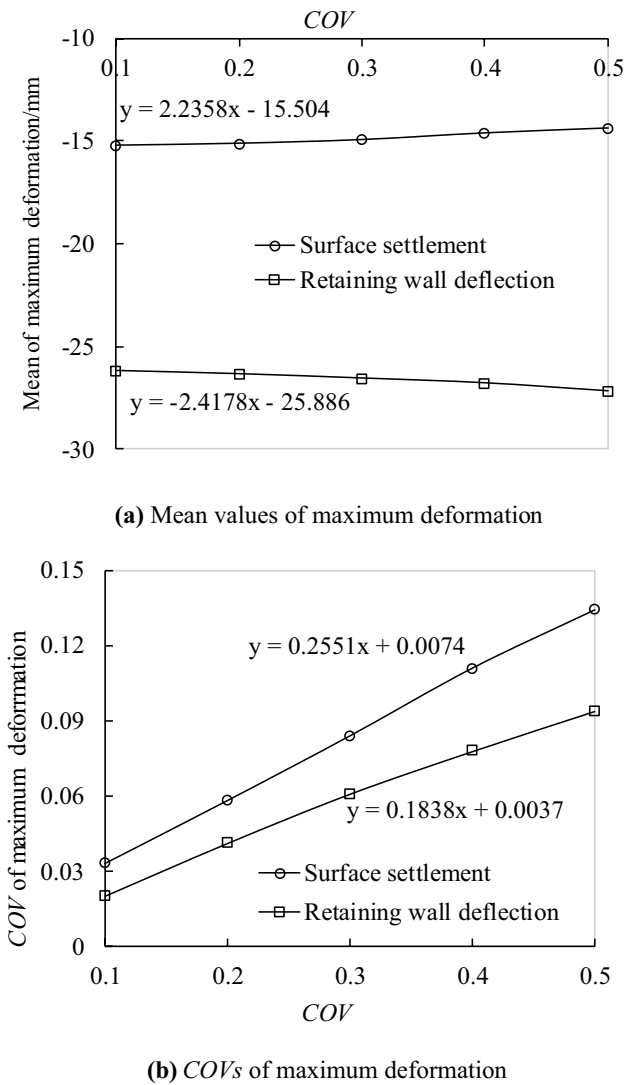 COV
-10
0.1 0.2 0.3 0.4 0.5
y = 2.2358x - 15.504
-15
Mean of maximum deformation/mm
-20
Surface settlement
Retaining wall deflection
-25
y = -2.4178x - 25.886
-30
(a) Mean values of maximum deformation
0.15
y = 0.2551x + 0.0074
0.12
COV of maximum deformation
0.09
0.06
y = 0.1838x + 0.0037
0.03
Surface settlement
Retaining wall deflection
0
0.1 0.2 0.3 0.4 0.5
COV
(b) COVs of maximum deformation